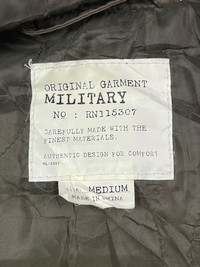 ORIGINAL GARMENT
MILITARY
NO : RN115307
CAREFULLY MADE WITH THE
FINEST MATERIALS.
AUTHENTIC DESIGN FOR COMFORT
MEDIUM
MADE IN CHINA